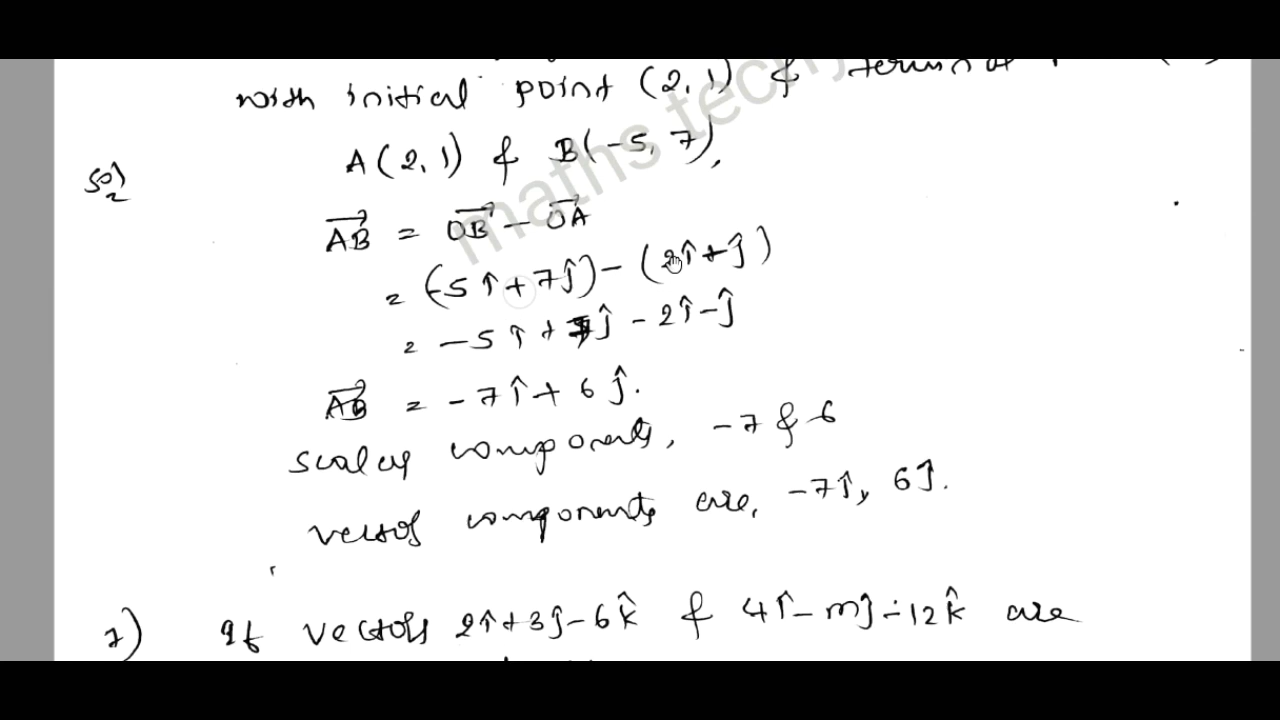 with initial point (2, 1) &
Sol
A(2, 1) & B(-5, 7),
AB⃗ = OB⃗ - OA⃗
= (-5î + 7ĵ) - (2î + ĵ)
= -5î + 7ĵ - 2î - ĵ
AB⃗ = -7î + 6ĵ.
scalar components, -7 & 6
vector components are, -7î, 6ĵ.
7) If vectors 2î + 3ĵ - 6k̂ & 4î - mĵ - 12k̂ are
maths tech